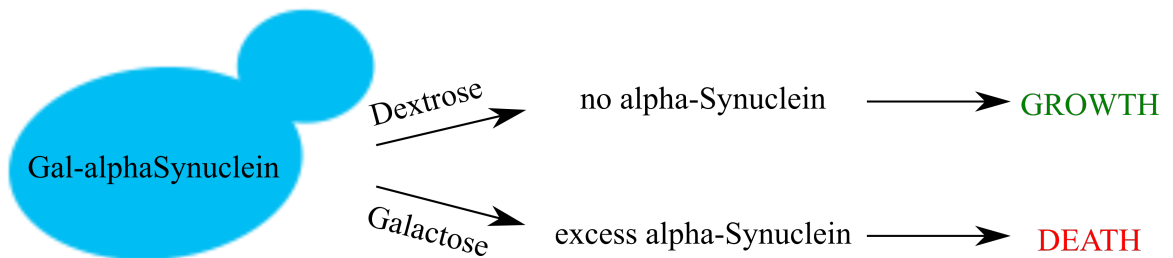 Gal-alphaSynuclein
Dextrose
no alpha-Synuclein
GROWTH
Galactose
excess alpha-Synuclein
DEATH